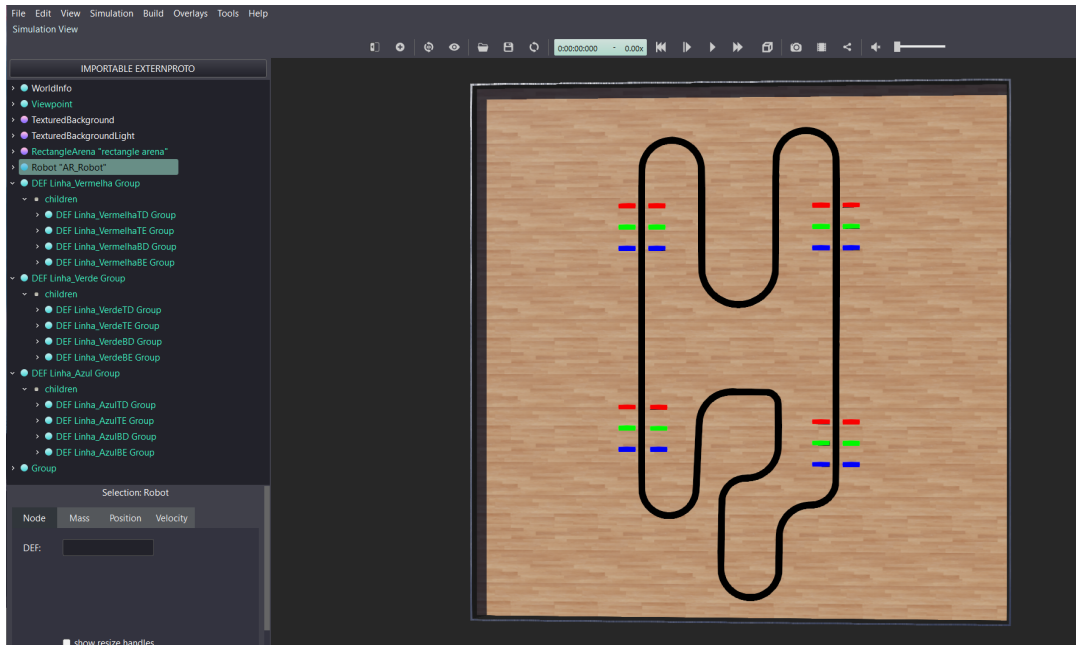 File Edit View Simulation Build Overlays Tools Help
Simulation View
0:00:00:000 - 0.00x
IMPORTABLE EXTERNPROTO
WorldInfo
Viewpoint
TexturedBackground
TexturedBackgroundLight
RectangleArena "rectangle arena"
Robot "AR_Robot"
DEF Linha_Vermelha Group
children
DEF Linha_VermelhaTD Group
DEF Linha_VermelhaTE Group
DEF Linha_VermelhaBD Group
DEF Linha_VermelhaBE Group
DEF Linha_Verde Group
children
DEF Linha_VerdeTD Group
DEF Linha_VerdeTE Group
DEF Linha_VerdeBD Group
DEF Linha_VerdeBE Group
DEF Linha_Azul Group
children
DEF Linha_AzulTD Group
DEF Linha_AzulTE Group
DEF Linha_AzulBD Group
DEF Linha_AzulBE Group
Group
Selection: Robot
Node Mass Position Velocity
DEF:
show resize handles